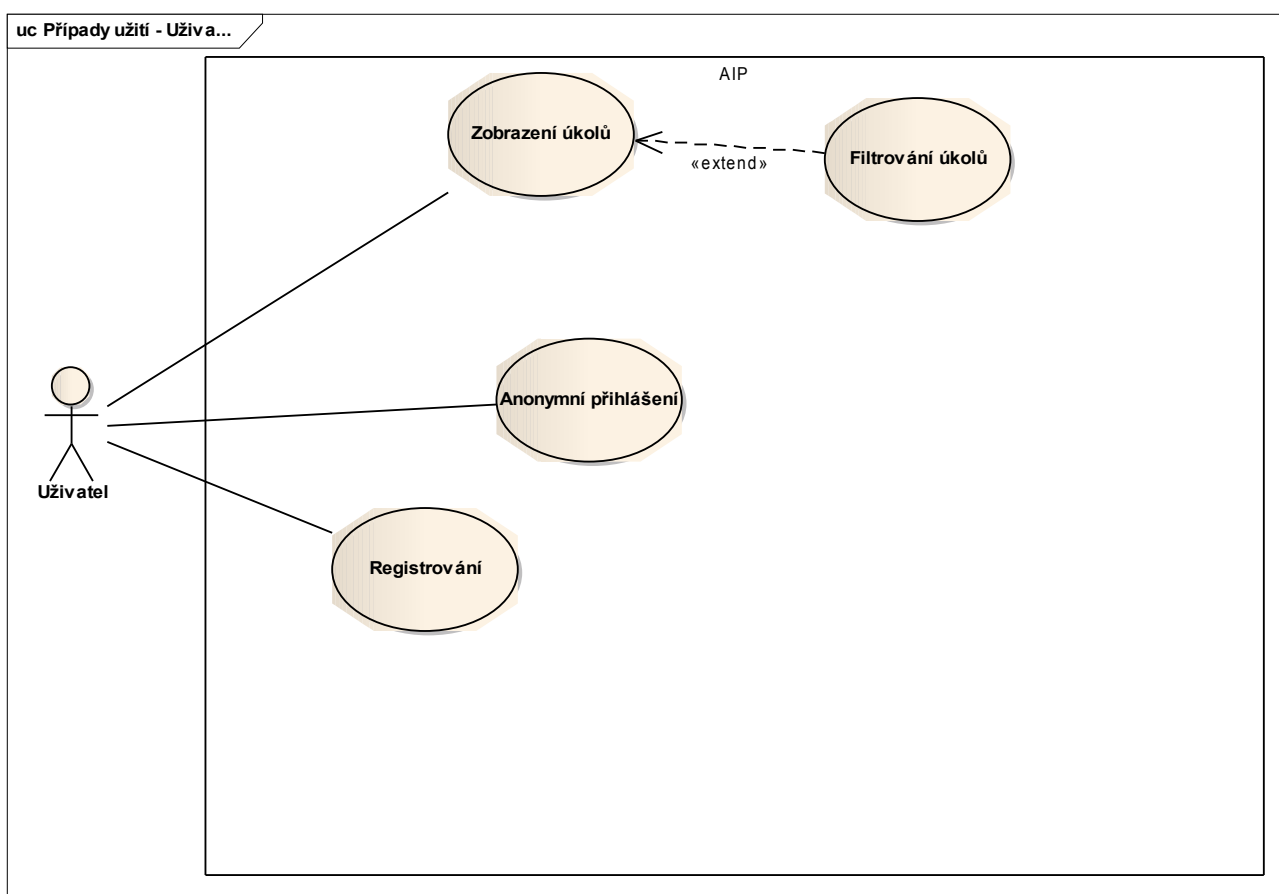 uc Případy užití - Uživa...
AIP
Zobrazení úkolů
Filtrování úkolů
«extend»
Anonymní přihlášení
Uživatel
Registrování